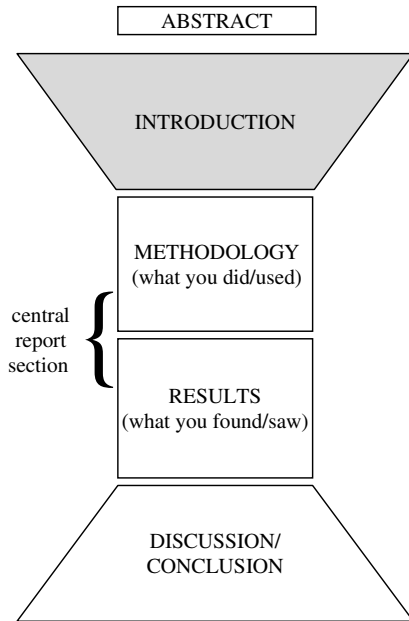 ABSTRACT
INTRODUCTION
METHODOLOGY
(what you did/used)
central
report
section
RESULTS
(what you found/saw)
DISCUSSION/
CONCLUSION